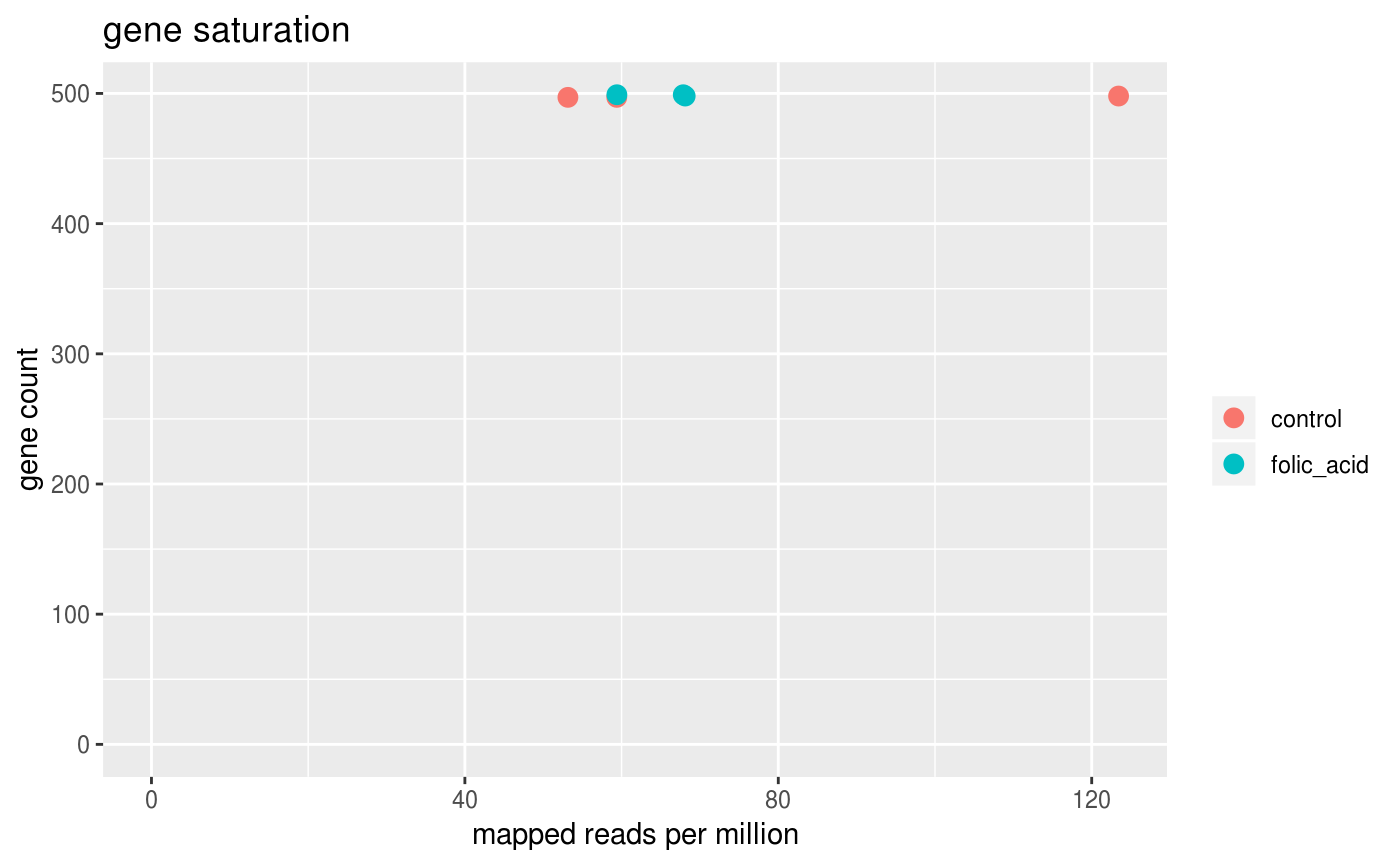 gene saturation
500
400
300
200
100
0
gene count
0 40 80 120
mapped reads per million
control
folic_acid